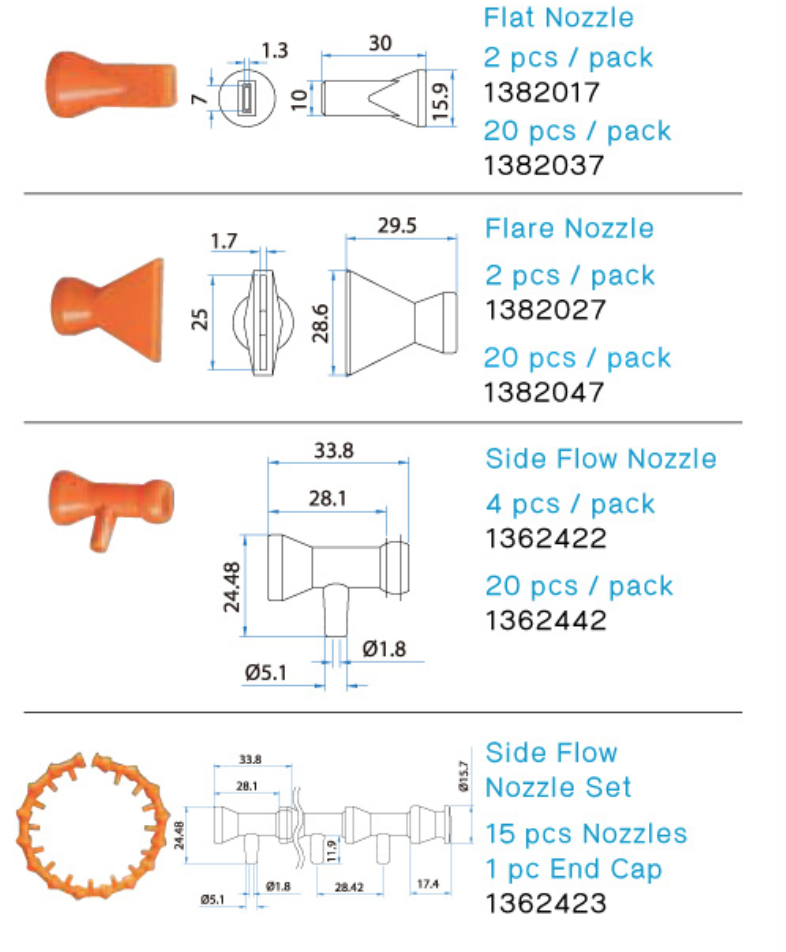 Flat Nozzle
2 pcs / pack
1382017
20 pcs / pack
1382037
1.3
7
30
10
15.9
Flare Nozzle
2 pcs / pack
1382027
20 pcs / pack
1382047
1.7
25
29.5
28.6
Side Flow Nozzle
4 pcs / pack
1362422
20 pcs / pack
1362442
33.8
28.1
24.48
Ø1.8
Ø5.1
Side Flow
Nozzle Set
15 pcs Nozzles
1 pc End Cap
1362423
33.8
28.1
24.48
Ø15.7
11.9
Ø1.8
Ø5.1
28.42
17.4